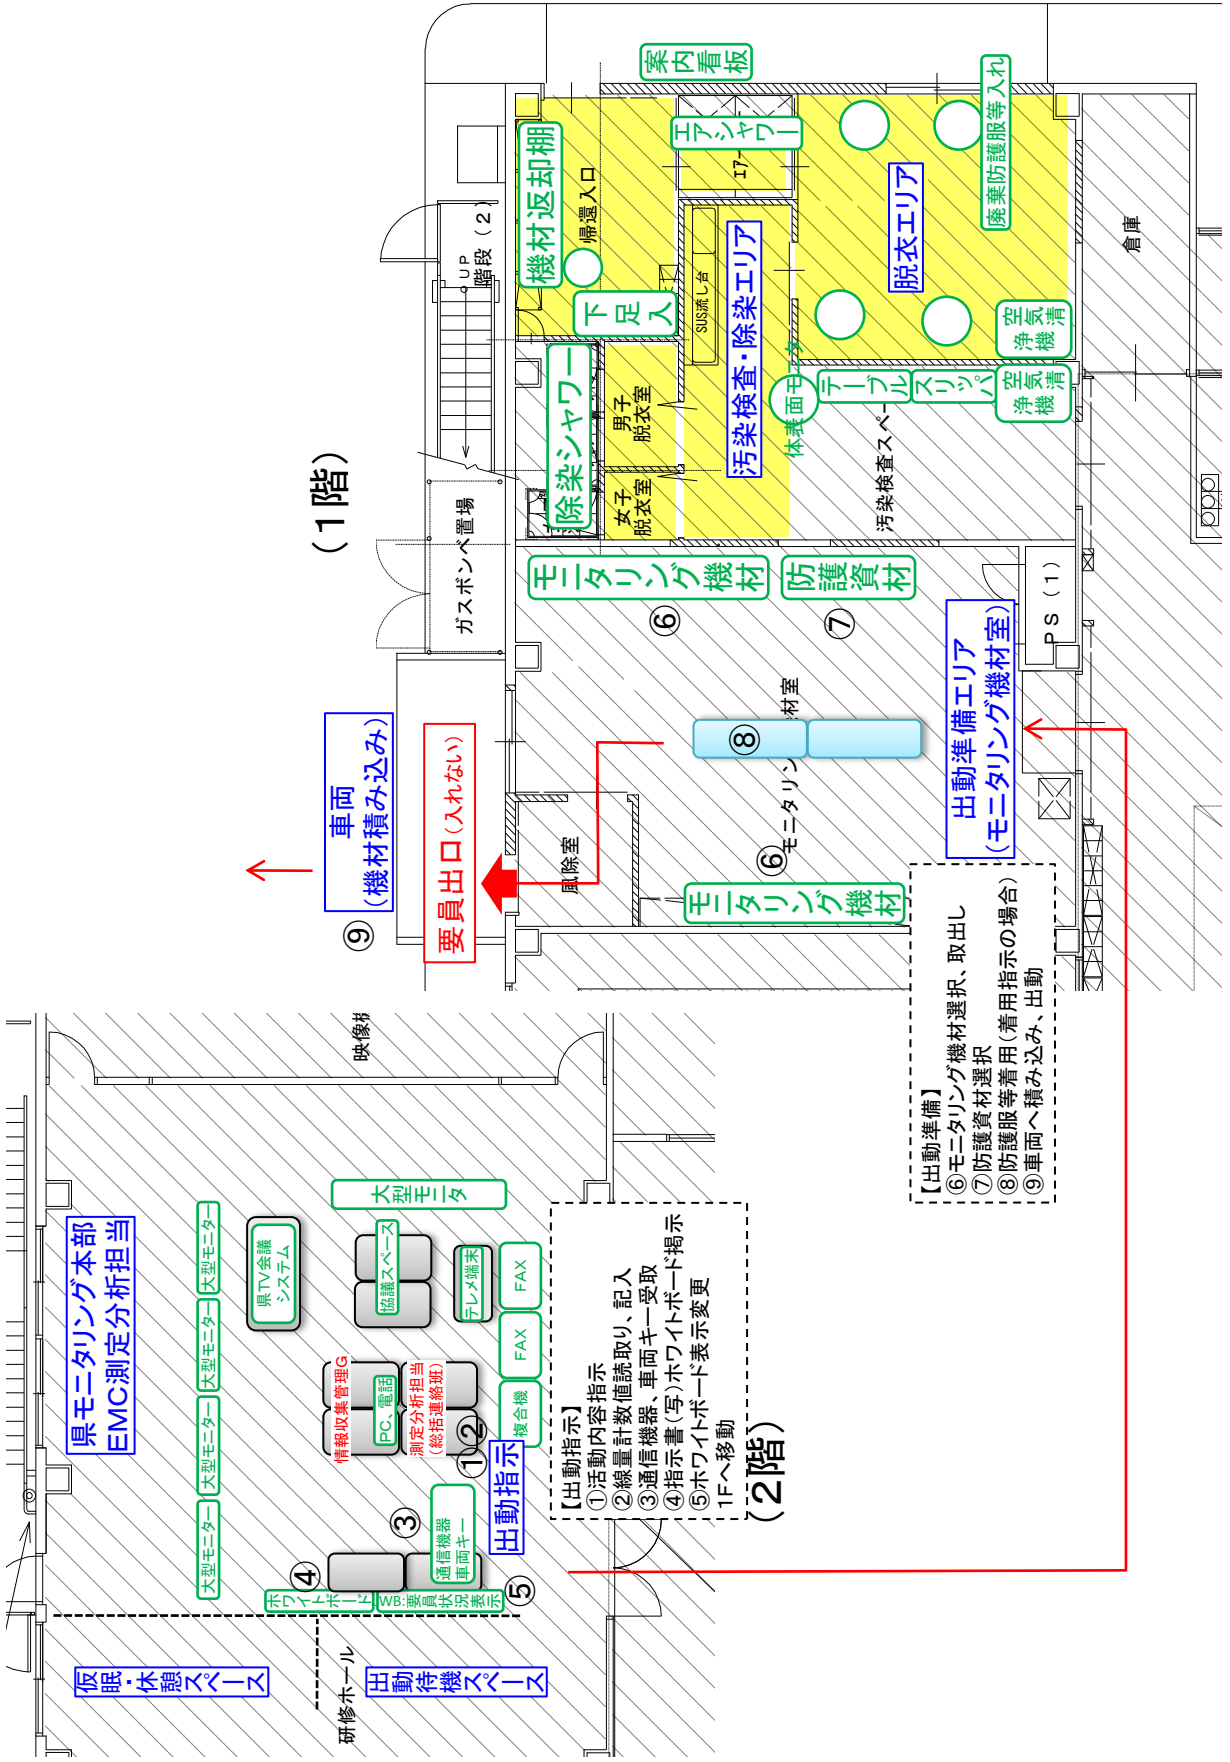 （1階）
案内看板
機材返却棚
帰還入口
下足入
エアシャワー
エアー
廃棄防護服等入れ
脱衣エリア
SUS流し台
汚染検査・除染エリア
倉庫
UP
階段（2）
除染シャワー
男子
脱衣室
女子
脱衣室
体表面モニタ
テーブル
スリッパ
空気清
浄機
空気清
浄機
汚染検査スペー
ガスボンベ置場
モニタリング機材
⑥
防護資材
⑦
PS（1）
車両
（機材積み込み）
⑨
要員出口（入れない）
風除室
⑧
モニタリン
材室
⑥
モニタリング機材
出動準備エリア
（モニタリング機材室）
【出動準備】
⑥モニタリング機材選択、取出し
⑦防護資材選択
⑧防護服等着用（着用指示の場合）
⑨車両へ積み込み、出動
（2階）
県モニタリング本部
EMC測定分析担当
映像機
大型モニター
大型モニター
大型モニター
大型モニター
大型モニタ
県TV会議
システム
協議スペース
テレメ端末
FAX
FAX
複合機
情報収集管理G
PC、電話
測定分析担当
（総括連絡班）
①
②
出動指示
③
通信機器
車両キー
④
ホワイトボード
WB:要員状況表示
⑤
仮眠・休憩スペース
研修ホール
出動待機スペース
【出動指示】
①活動内容指示
②線量計数値読取り、記入
③通信機器、車両キー受取
④指示書（写）ホワイトボード掲示
⑤ホワイトボード表示変更
1Fへ移動